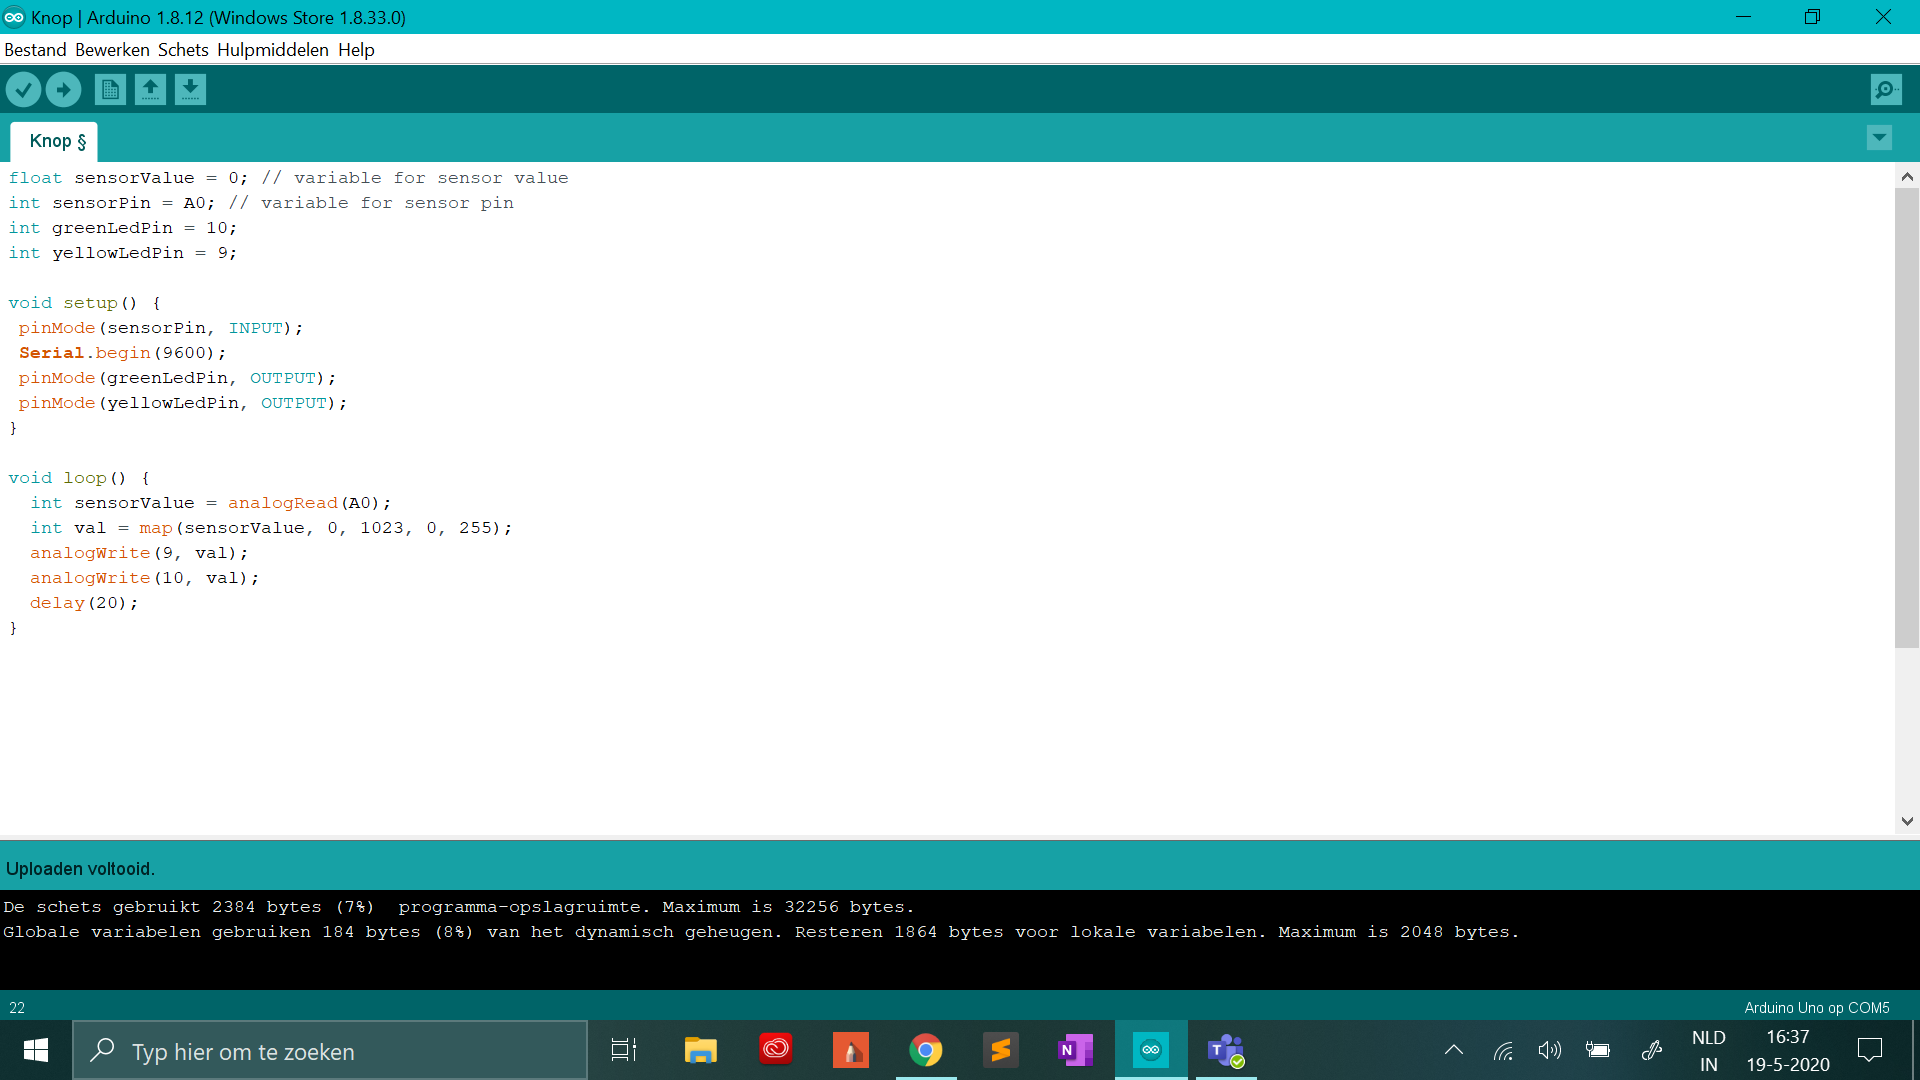 Knop | Arduino 1.8.12 (Windows Store 1.8.33.0)
Bestand Bewerken Schets Hulpmiddelen Help
Knop §
float sensorValue = 0; // variable for sensor value
int sensorPin = A0; // variable for sensor pin
int greenLedPin = 10;
int yellowLedPin = 9;
void setup() {
pinMode(sensorPin, INPUT);
Serial.begin(9600);
pinMode(greenLedPin, OUTPUT);
pinMode(yellowLedPin, OUTPUT);
}
void loop() {
int sensorValue = analogRead(A0);
int val = map(sensorValue, 0, 1023, 0, 255);
analogWrite(9, val);
analogWrite(10, val);
delay(20);
}
Uploaden voltooid.
De schets gebruikt 2384 bytes (7%)  programma-opslagruimte. Maximum is 32256 bytes.
Globale variabelen gebruiken 184 bytes (8%) van het dynamisch geheugen. Resteren 1864 bytes voor lokale variabelen. Maximum is 2048 bytes.
22
Arduino Uno op COM5
Typ hier om te zoeken
N
T
NLD
IN
16:37
19-5-2020